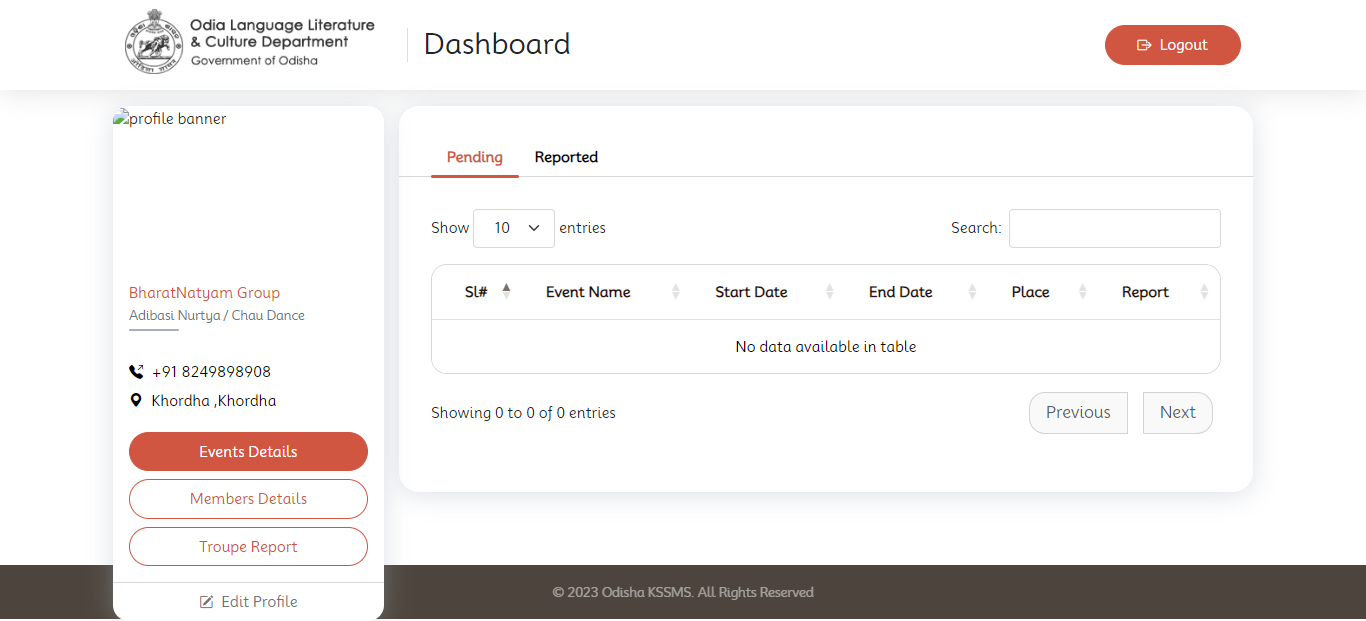 Odia Language Literature
& Culture Department
Government of Odisha
Dashboard
Logout
profile banner
BharatNatyam Group
Adibasi Nurtya / Chau Dance
+91 8249898908
Khordha ,Khordha
Events Details
Members Details
Troupe Report
Edit Profile
Pending Reported
Show 10 entries Search:
Sl# Event Name Start Date End Date Place Report
No data available in table
Showing 0 to 0 of 0 entries Previous Next
© 2023 Odisha KSSMS. All Rights Reserved